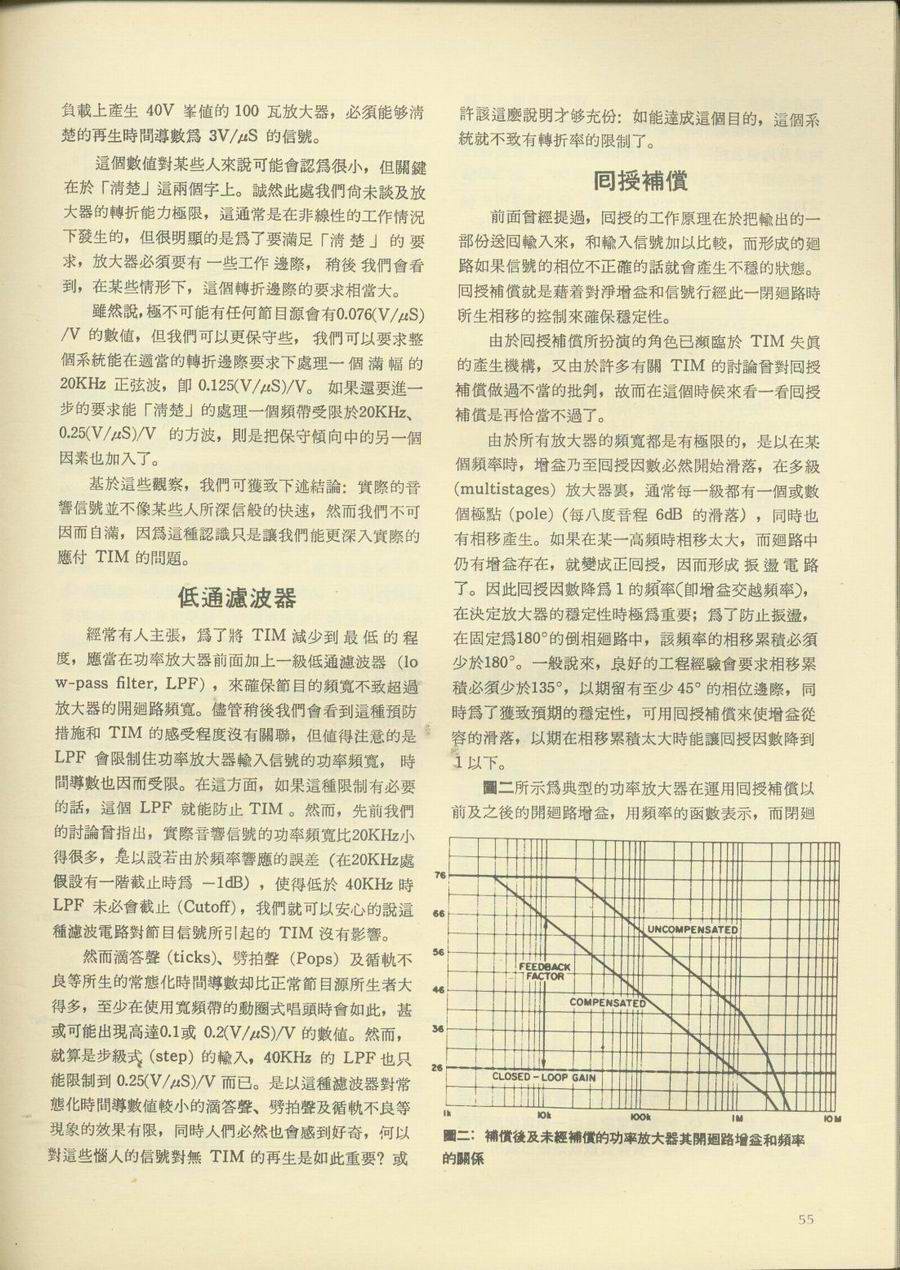 負載上產生 40V 峯值的 100 瓦放大器，必須能够清
楚的再生時間導數爲 3V/μS 的信號。
這個數值對某些人來說可能會認爲很小，但關鍵
在於「清楚」這兩個字上。誠然此處我們尙未談及放
大器的轉折能力極限，這通常是在非線性的工作情況
下發生的，但很明顯的是爲了要滿足「清 楚 」 的 要
求，放大器必須要有 一些工作 邊際， 稍後 我們會看
到，在某些情形下，這個轉折邊際的要求相當大。
雖然說，極不可能有任何節目源會有0.076(V/μS)
/V 的數值，但我們可以更保守些， 我們可以要求整
個系統能在適當的轉折邊際要求下處理一 個 滿 幅 的
20KHz 正弦波，卽 0.125(V/μS)/V。 如果還要進一
步的要求能「清楚」的處理一個頻帶受限於20KHz、
0.25(V/μS)/V 的方波，則是把保守傾向中的另一個
因素也加入了。
基於這些觀察，我們可獲致下述結論：實際的音
響信號並不像某些人所深信般的快速，然而我們不可
因而自滿，因爲這種認識只是讓我們能更深入實際的
應付 TIM 的問題。
低通濾波器
經常有人主張，爲了將 TIM 減少到 最 低 的 程
度，應當在功率放大器前面加上一級低通濾波器 (lo
w-pass filter, LPF) ，來確保節目的頻寬不致超過
放大器的開廻路頻寬。儘管稍後我們會看到這種預防
措施和 TIM 的感受程度沒有關聯，但值得注意的是
LPF 會限制住功率放大器輸入信號的功率頻寬， 時
間導數也因而受限。在這方面，如果這種限制有必要
的話，這個 LPF 就能防止 TIM 。然而，先前我們
的討論曾指出，實際音響信號的功率頻寬比20KHz小
得很多，是以設若由於頻率響應的誤差 (在20KHz處
假設有一階截止時爲 －1dB) ，使得低於 40KHz 時
LPF 未必會截止 (Cutoff)，我們就可以安心的說這
種濾波電路對節目信號所引起的 TIM 沒有影響。
然而滴答聲 (ticks)、劈拍聲 (Pops) 及循軌不
良等所生的常態化時間導數却比正常節目源所生者大
得多，至少在使用寬頻帶的動圈式唱頭時會如此，甚
或可能出現高達0.1或 0.2(V/μS)/V 的數值。然而，
就算是步級式 (step) 的輸入，40KHz 的 LPF 也只
能限制到 0.25(V/μS)/V 而已。是以這種濾波器對常
態化時間導數值較小的滴答聲、劈拍聲及循軌不良等
現象的效果有限，同時人們必然也會感到好奇，何以
對這些惱人的信號對無 TIM 的再生是如此重要？或
許該這麽說明才够充份：如能達成這個目的，這個系
統就不致有轉折率的限制了。
囘授補償
前面曾經提過，囘授的工作原理在於把輸出的一
部份送囘輸入來，和輸入信號加以比較，而形成的廻
路如果信號的相位不正確的話就會產生不穩的狀態。
囘授補償就是藉着對淨增益和信號行經此一閉廻路時
所生相移的控制來確保穩定性。
由於囘授補償所扮演的角色已瀕臨於 TIM 失眞
的產生機構，又由於許多有關 TIM 的討論曾對囘授
補償做過不當的批判，故而在這個時候來看一看囘授
補償是再恰當不過了。
由於所有放大器的頻寬都是有極限的，是以在某
個頻率時，增益乃至囘授因數必然開始滑落，在多級
(multistages) 放大器裏，通常每一級都有一個或數
個極點 (pole) (每八度音程 6dB 的滑落) ，同時也
有相移產生。如果在某一高頻時相移太大，而廻路中
仍有增益存在，就變成正囘授，因而形成 振 盪 電 路
了。因此囘授因數降爲 1 的頻率(卽增益交越頻率)，
在決定放大器的穩定性時極爲重要；爲了防止振盪，
在固定爲180°的倒相廻路中，該頻率的相移累積必須
少於180°。一般說來，良好的工程經驗會要求相移累
積必須少於135°，以期留有至少 45° 的相位邊際，同
時爲了獲致預期的穩定性，可用囘授補償來使增益從
容的滑落，以期在相移累積太大時能讓囘授因數降到
1 以下。
圖二所示爲典型的功率放大器在運用囘授補償以
前及之後的開廻路增益，用頻率的函數表示，而閉廻
76
66
56
46
36
26
UNCOMPENSATED
FEEDBACK
FACTOR
COMPENSATED
CLOSED－LOOP GAIN
1k 10k 100k 1M 10M
圖二：補償後及未經補償的功率放大器其開廻路增益和頻率
的關係
55